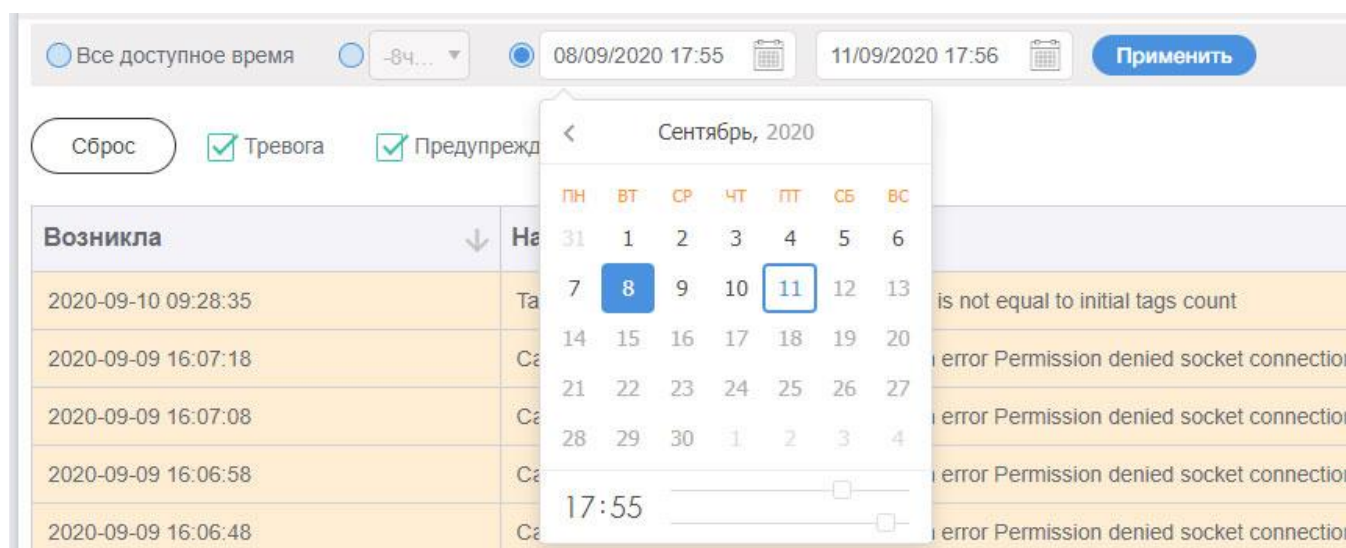 Все доступное время -8ч... 08/09/2020 17:55 11/09/2020 17:56 Применить
Сброс Тревога Предупрежд
Сентябрь, 2020
ПН ВТ СР ЧТ ПТ СБ ВС
Возникла На
31 1 2 3 4 5 6
7 8 9 10 11 12 13
2020-09-10 09:28:35 Ta is not equal to initial tags count
14 15 16 17 18 19 20
2020-09-09 16:07:18 Ca error Permission denied socket connection
21 22 23 24 25 26 27
2020-09-09 16:07:08 Ca error Permission denied socket connection
28 29 30 1 2 3 4
2020-09-09 16:06:58 Ca error Permission denied socket connection
17:55
2020-09-09 16:06:48 Ca error Permission denied socket connection